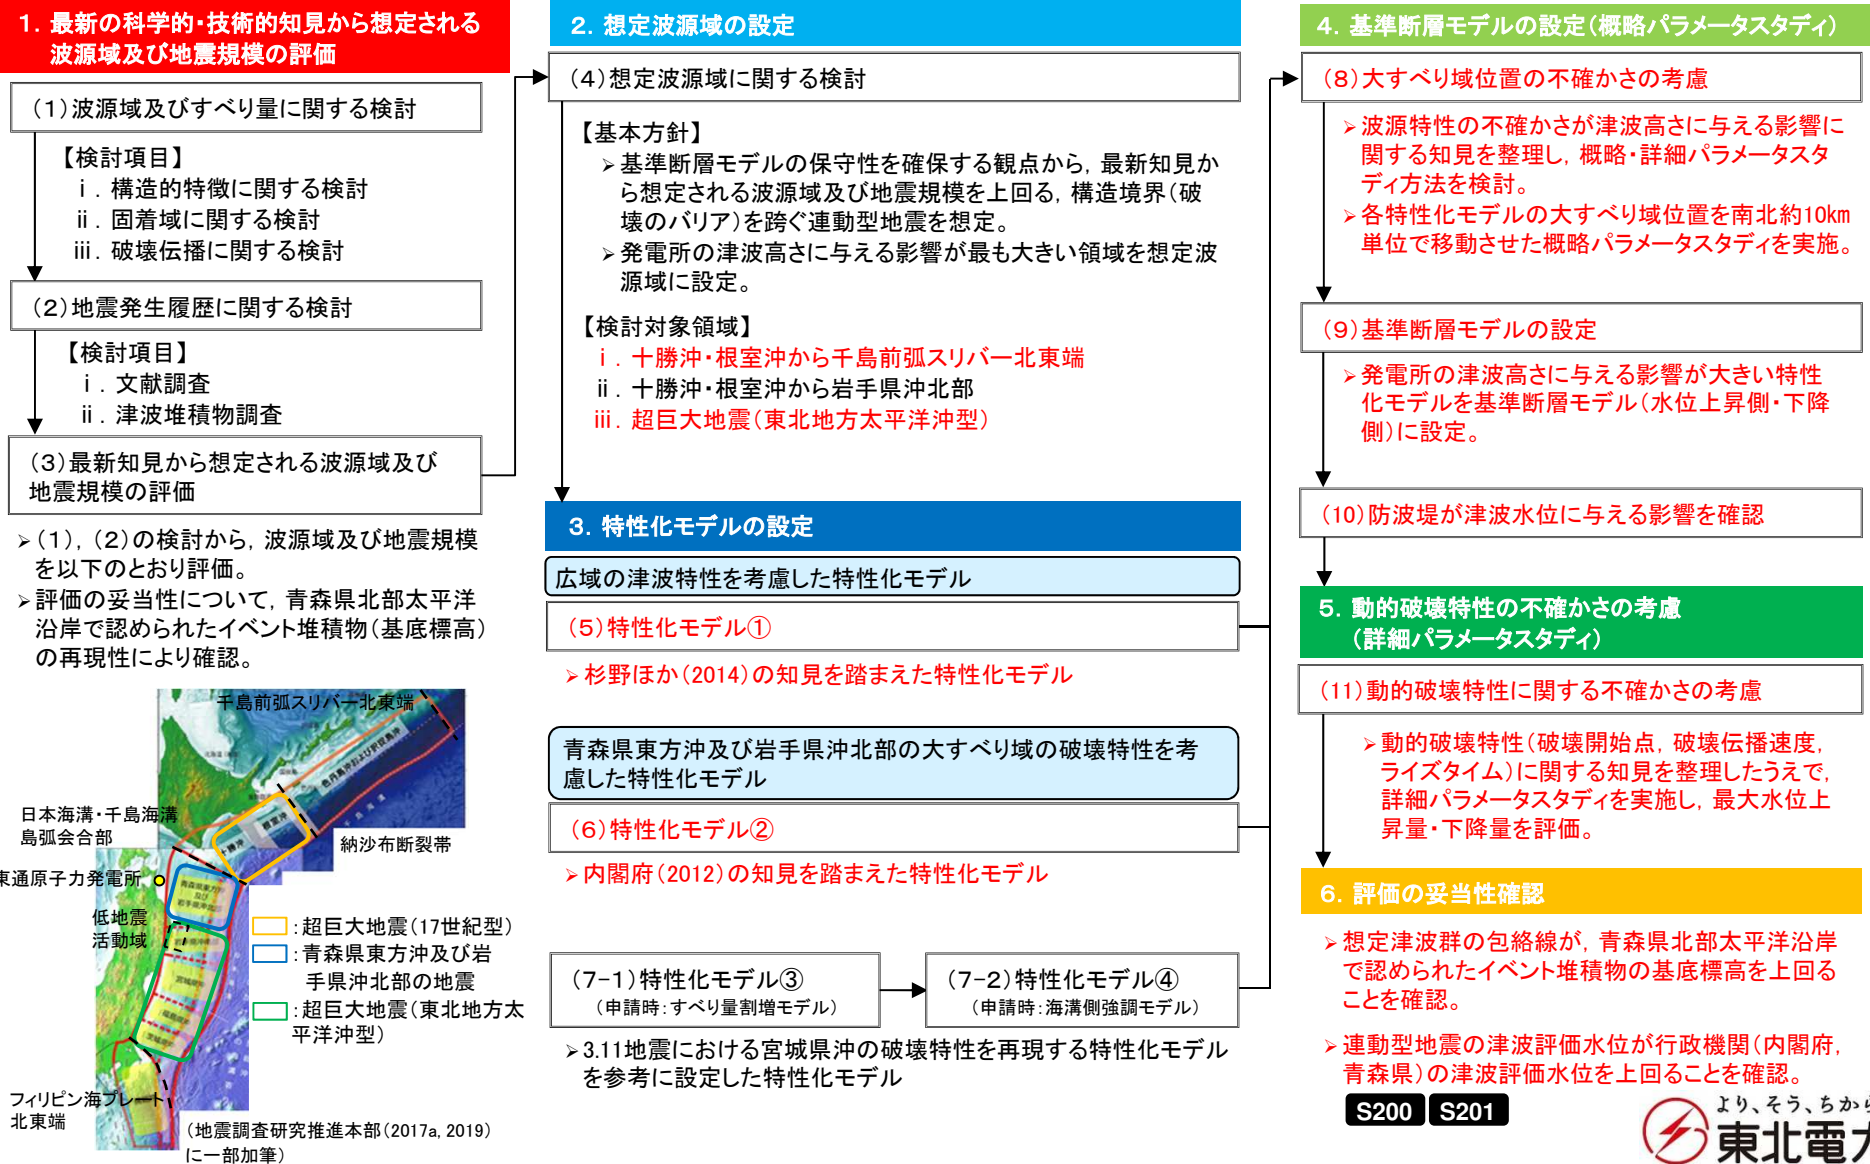 1．最新の科学的・技術的知見から想定される
波源域及び地震規模の評価
(1)波源域及びすべり量に関する検討
【検討項目】
ⅰ．構造的特徴に関する検討
ⅱ．固着域に関する検討
ⅲ．破壊伝播に関する検討
(2)地震発生履歴に関する検討
【検討項目】
ⅰ．文献調査
ⅱ．津波堆積物調査
(3)最新知見から想定される波源域及び
地震規模の評価
➢(1)，(2)の検討から，波源域及び地震規模
を以下のとおり評価。
➢評価の妥当性について，青森県北部太平洋
沿岸で認められたイベント堆積物(基底標高)
の再現性により確認。
千島前弧スリバー北東端
色丹島沖および択捉島沖
根室沖
十勝沖
日本海溝・千島海溝
島弧会合部
納沙布断裂帯
東通原子力発電所
青森県東方沖
及び
岩手県沖北部
低地震
活動域
宮城県沖
福島県沖
茨城県沖
：超巨大地震(17世紀型)
：青森県東方沖及び岩
手県沖北部の地震
：超巨大地震(東北地方太
平洋沖型)
フィリピン海プレート
北東端
(地震調査研究推進本部(2017a, 2019)
に一部加筆)
2．想定波源域の設定
(4)想定波源域に関する検討
【基本方針】
➢基準断層モデルの保守性を確保する観点から，最新知見か
ら想定される波源域及び地震規模を上回る，構造境界(破
壊のバリア)を跨ぐ連動型地震を想定。
➢発電所の津波高さに与える影響が最も大きい領域を想定波
源域に設定。
【検討対象領域】
ⅰ．十勝沖・根室沖から千島前弧スリバー北東端
ⅱ．十勝沖・根室沖から岩手県沖北部
ⅲ．超巨大地震(東北地方太平洋沖型)
3．特性化モデルの設定
広域の津波特性を考慮した特性化モデル
(5)特性化モデル①
➢杉野ほか(2014)の知見を踏まえた特性化モデル
青森県東方沖及び岩手県沖北部の大すべり域の破壊特性を考
慮した特性化モデル
(6)特性化モデル②
➢内閣府(2012)の知見を踏まえた特性化モデル
(7-1)特性化モデル③
(申請時：すべり量割増モデル)
(7-2)特性化モデル④
(申請時：海溝側強調モデル)
➢3.11地震における宮城県沖の破壊特性を再現する特性化モデル
を参考に設定した特性化モデル
4．基準断層モデルの設定(概略パラメータスタディ)
(8)大すべり域位置の不確かさの考慮
➢波源特性の不確かさが津波高さに与える影響に
関する知見を整理し，概略・詳細パラメータスタ
ディ方法を検討。
➢各特性化モデルの大すべり域位置を南北約10km
単位で移動させた概略パラメータスタディを実施。
(9)基準断層モデルの設定
➢発電所の津波高さに与える影響が大きい特性
化モデルを基準断層モデル(水位上昇側・下降
側)に設定。
(10)防波堤が津波水位に与える影響を確認
5．動的破壊特性の不確かさの考慮
(詳細パラメータスタディ)
(11)動的破壊特性に関する不確かさの考慮
➢動的破壊特性(破壊開始点，破壊伝播速度，
ライズタイム)に関する知見を整理したうえで，
詳細パラメータスタディを実施し，最大水位上
昇量・下降量を評価。
6．評価の妥当性確認
➢想定津波群の包絡線が，青森県北部太平洋沿岸
で認められたイベント堆積物の基底標高を上回る
ことを確認。
➢連動型地震の津波評価水位が行政機関(内閣府，
青森県)の津波評価水位を上回ることを確認。
S200 S201
より、そう、ちから
東北電力